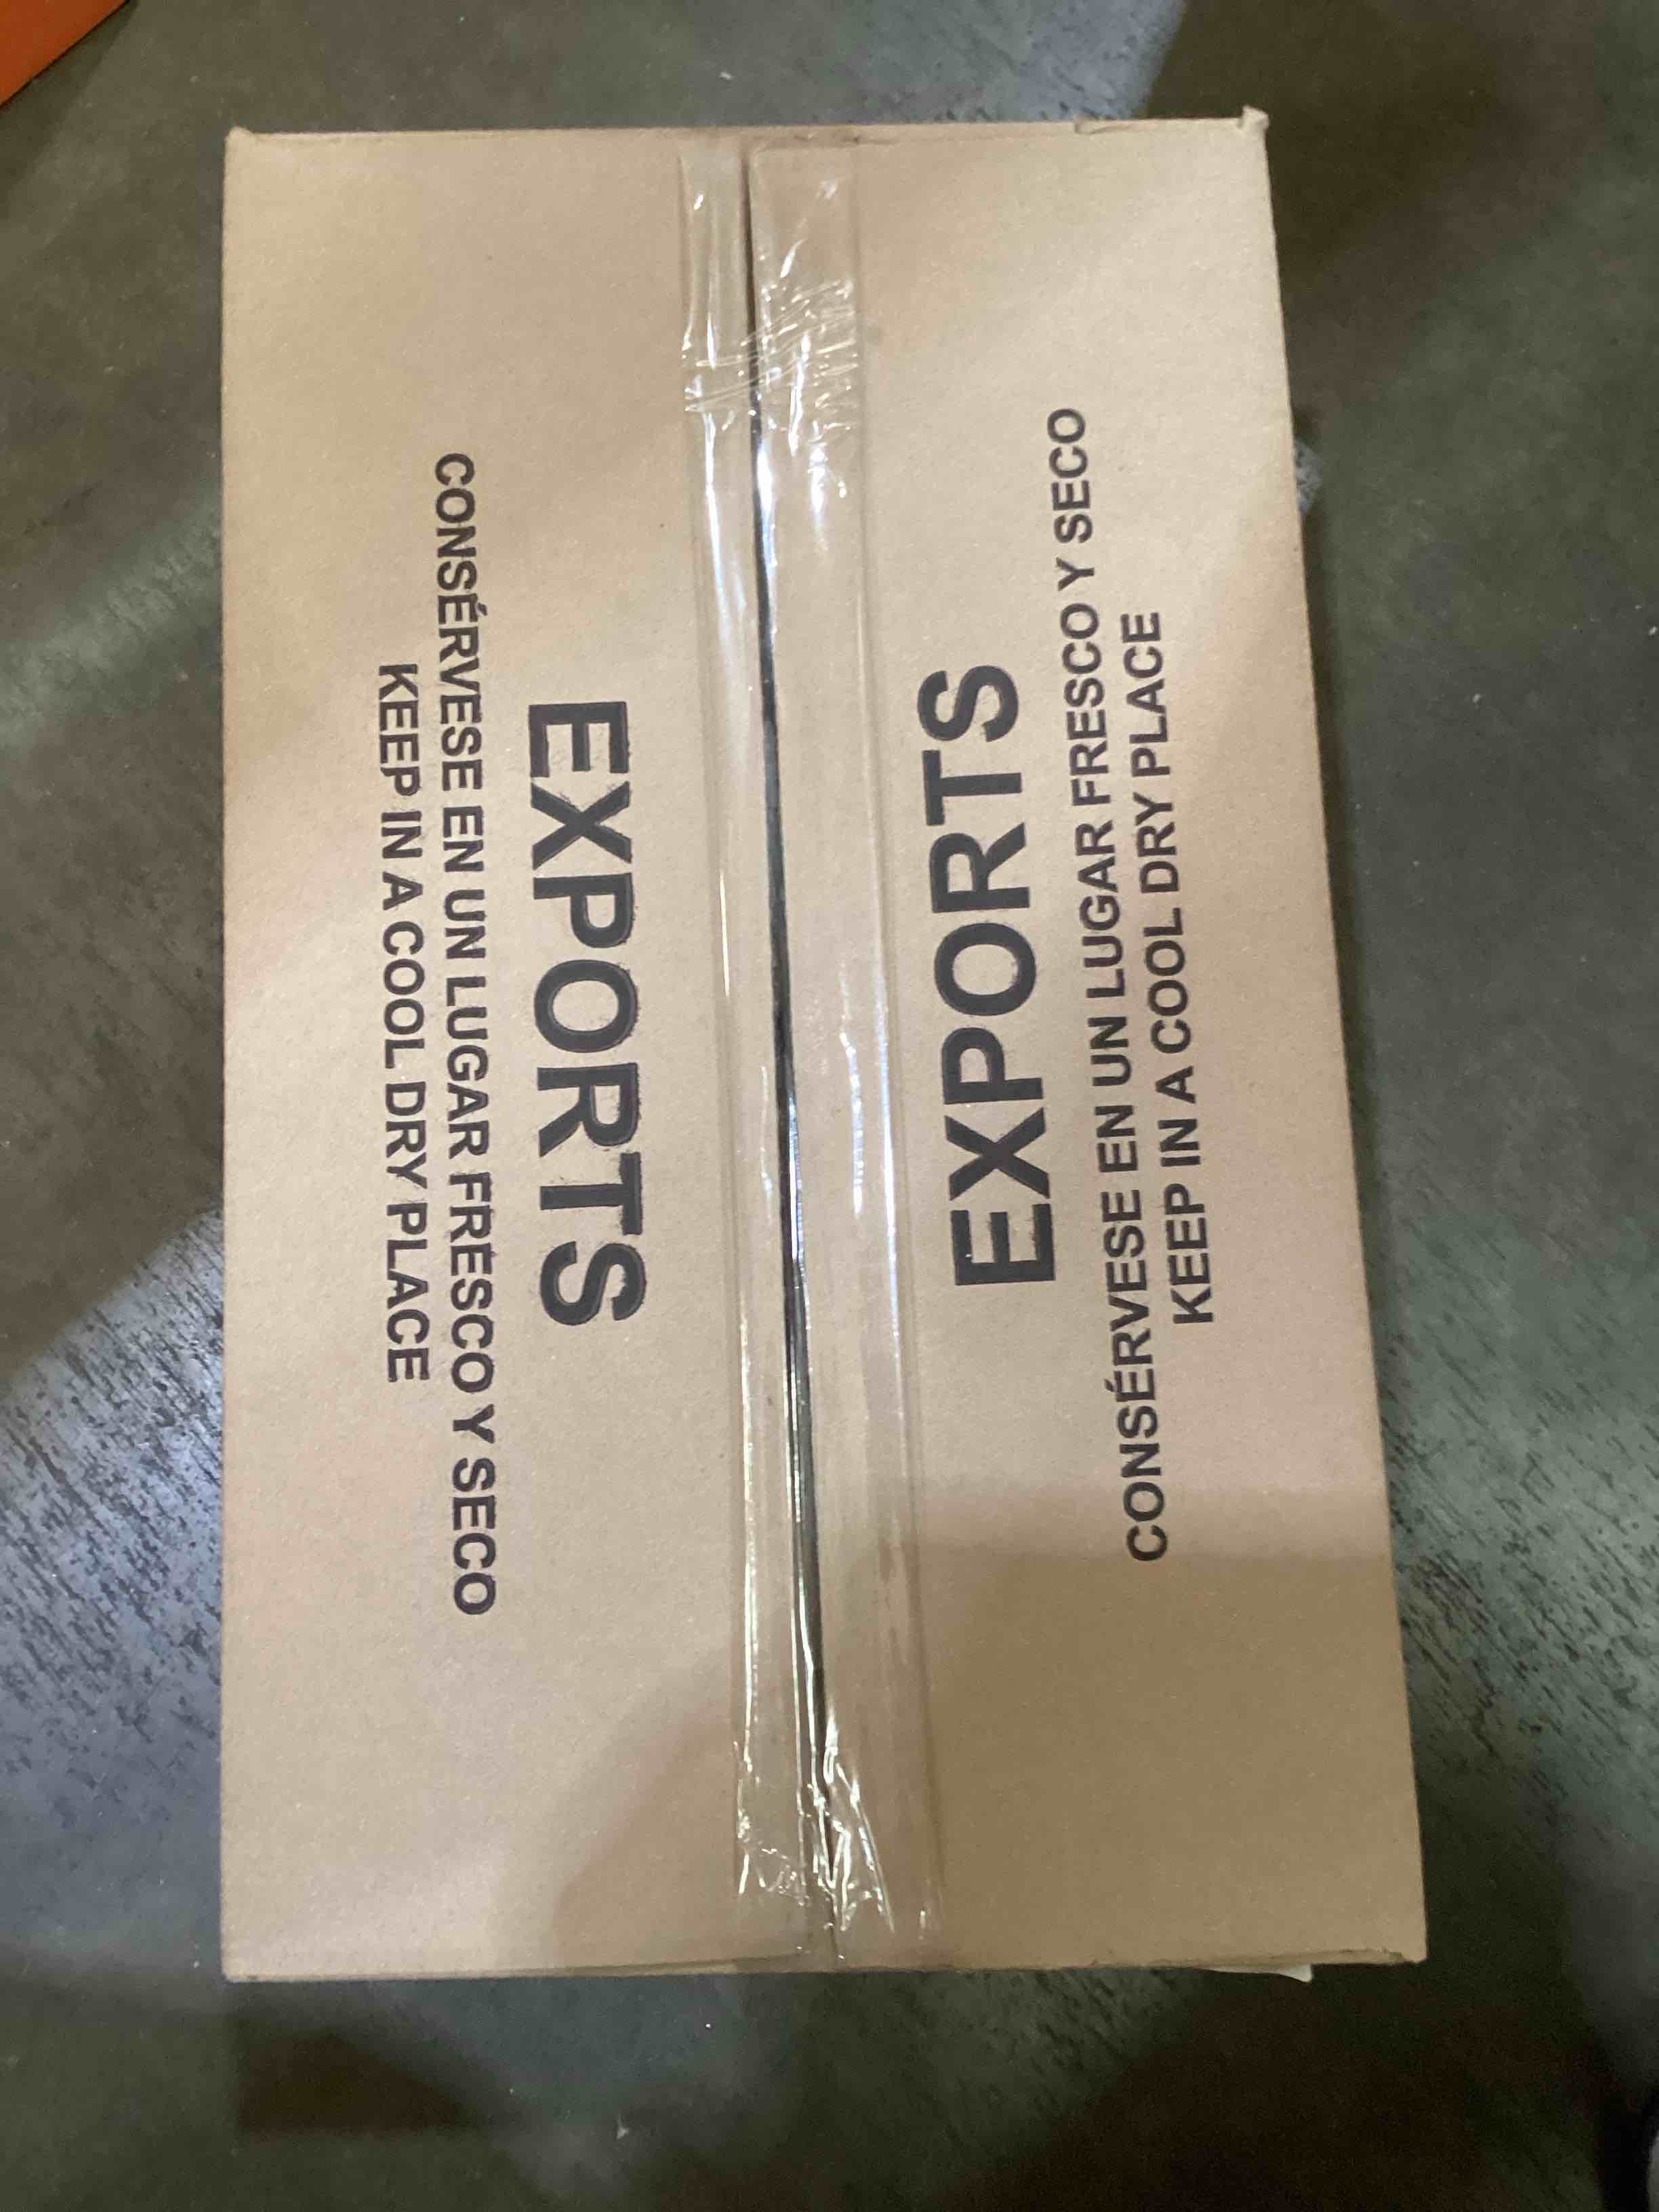 EXPORTS
CONSÉRVESE EN UN LUGAR FRESCO Y SECO
KEEP IN A COOL DRY PLACE
EXPORTS
CONSÉRVESE EN UN LUGAR FRESCO Y SECO
KEEP IN A COOL DRY PLACE